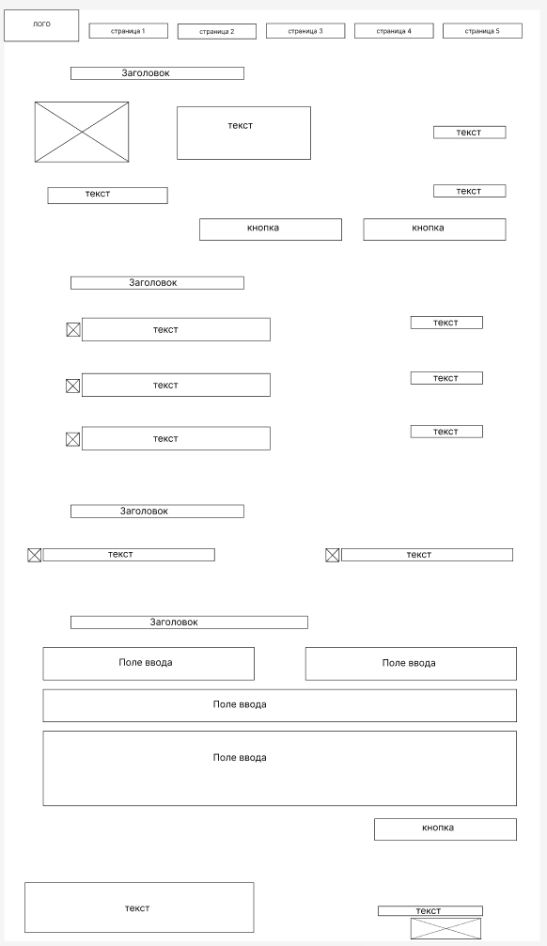 лого
страница 1
страница 2
страница 3
страница 4
страница 5
Заголовок
текст
текст
текст
текст
кнопка
кнопка
Заголовок
текст
текст
текст
текст
текст
текст
Заголовок
текст
текст
Заголовок
Поле ввода
Поле ввода
Поле ввода
Поле ввода
кнопка
текст
текст